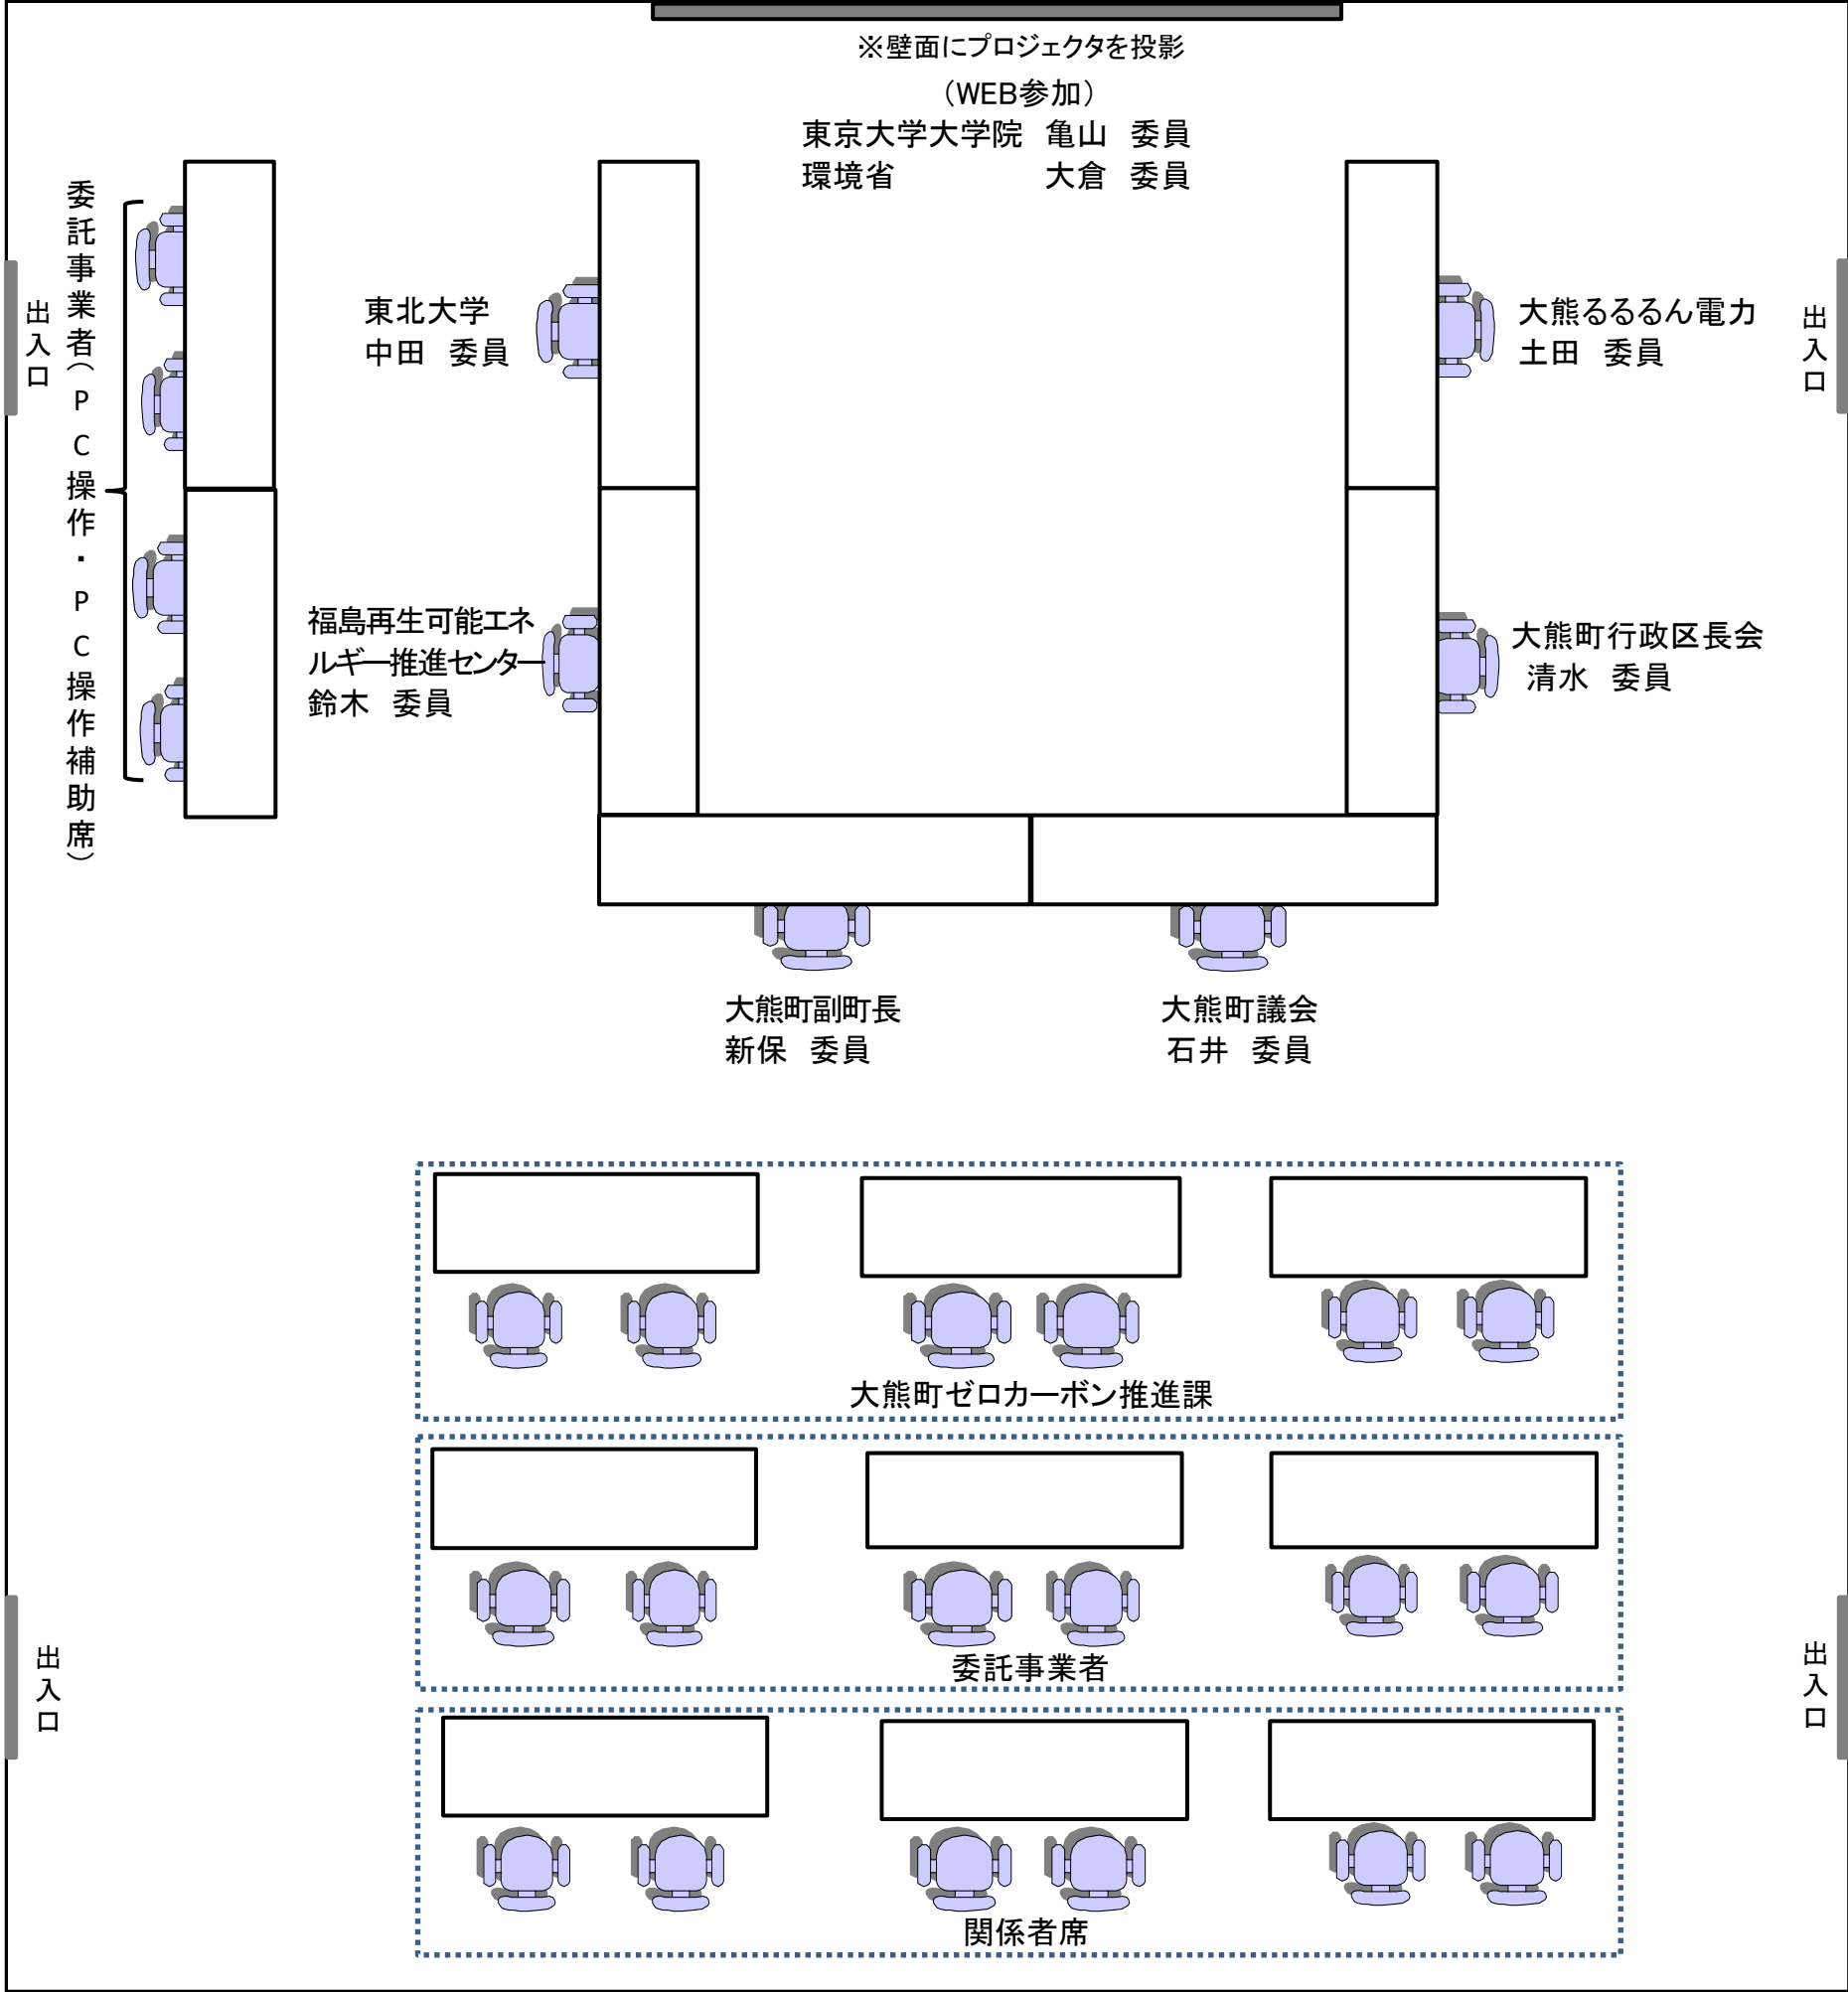 ※壁面にプロジェクタを投影
（WEB参加）
東京大学大学院　亀山　委員
環境省　大倉　委員
委託事業者（PC操作・PC操作補助席）
出入口
東北大学
中田　委員
大熊るるるん電力
土田　委員
出入口
福島再生可能エネ
ルギー推進センター
鈴木　委員
大熊町行政区長会
清水　委員
大熊町副町長
新保　委員
大熊町議会
石井　委員
大熊町ゼロカーボン推進課
委託事業者
出入口
出入口
関係者席